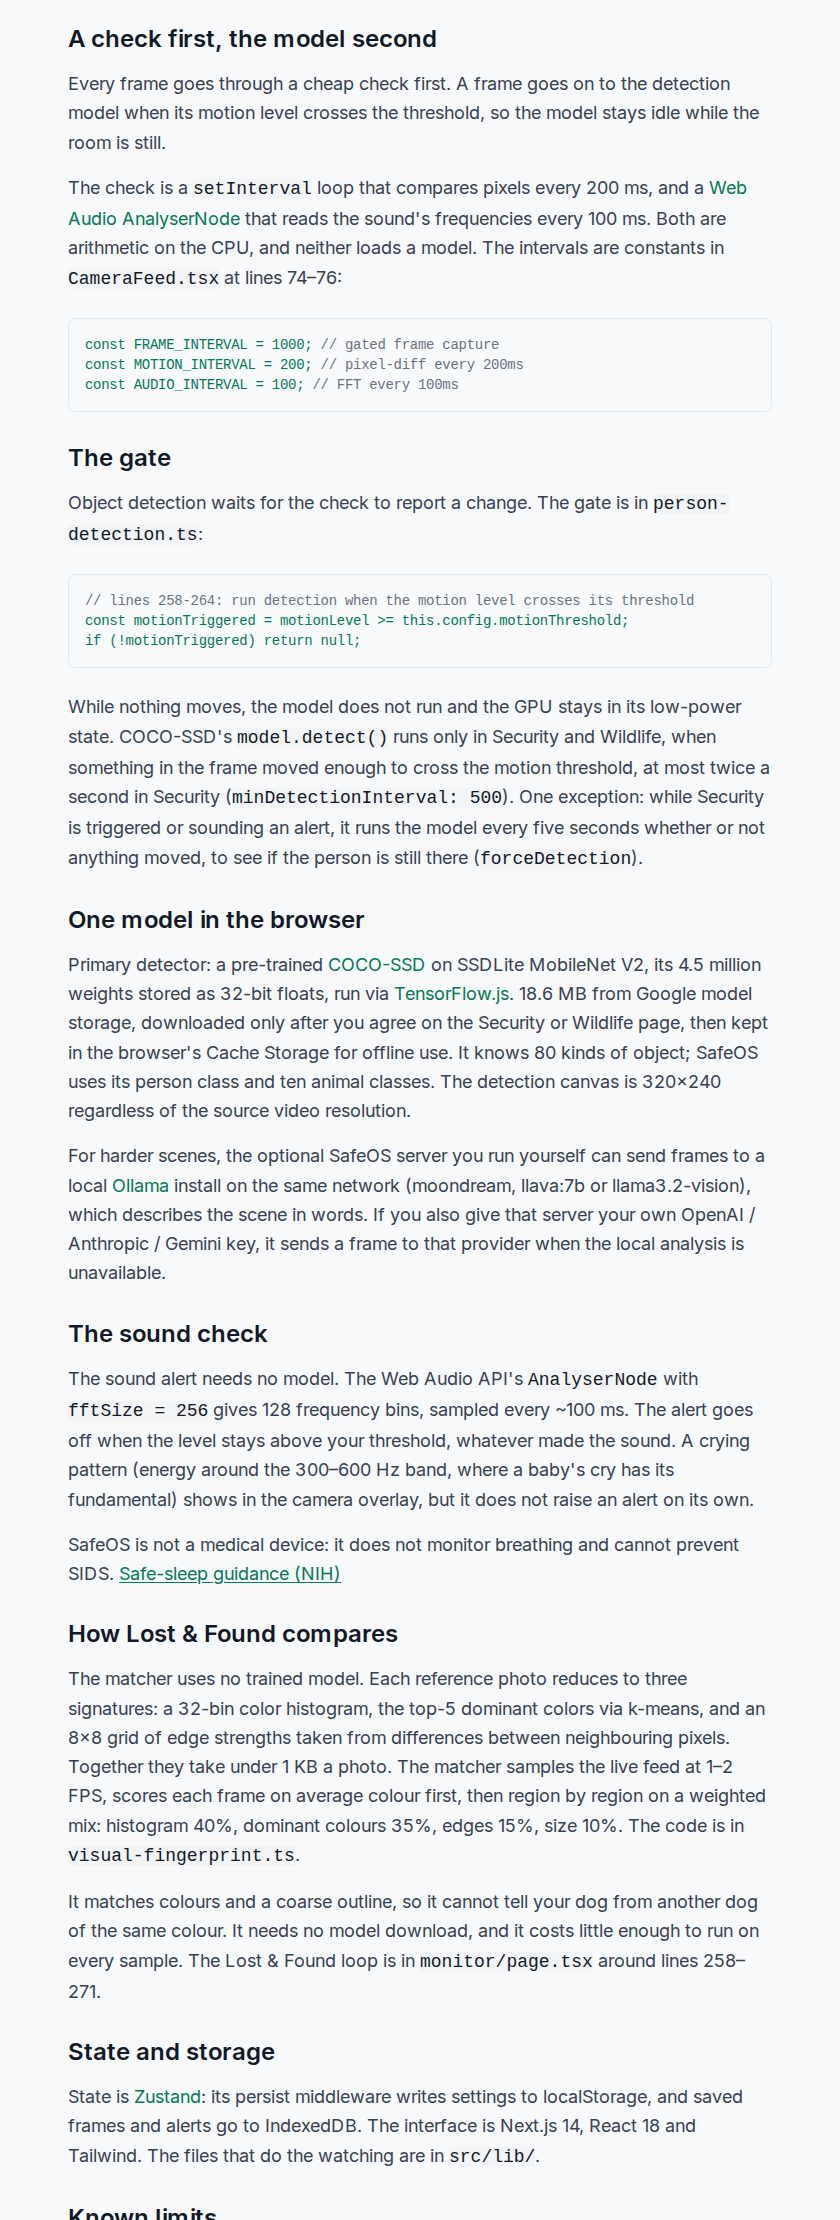 A check first, the model second
Every frame goes through a cheap check first. A frame goes on to the detection
model when its motion level crosses the threshold, so the model stays idle while the
room is still.
The check is a setInterval loop that compares pixels every 200 ms, and a Web
Audio AnalyserNode that reads the sound's frequencies every 100 ms. Both are
arithmetic on the CPU, and neither loads a model. The intervals are constants in
CameraFeed.tsx at lines 74–76:
const FRAME_INTERVAL = 1000; // gated frame capture
const MOTION_INTERVAL = 200; // pixel-diff every 200ms
const AUDIO_INTERVAL = 100; // FFT every 100ms
The gate
Object detection waits for the check to report a change. The gate is in person-
detection.ts:
// lines 258-264: run detection when the motion level crosses its threshold
const motionTriggered = motionLevel >= this.config.motionThreshold;
if (!motionTriggered) return null;
While nothing moves, the model does not run and the GPU stays in its low-power
state. COCO-SSD's model.detect() runs only in Security and Wildlife, when
something in the frame moved enough to cross the motion threshold, at most twice a
second in Security (minDetectionInterval: 500). One exception: while Security
is triggered or sounding an alert, it runs the model every five seconds whether or not
anything moved, to see if the person is still there (forceDetection).
One model in the browser
Primary detector: a pre-trained COCO-SSD on SSDLite MobileNet V2, its 4.5 million
weights stored as 32-bit floats, run via TensorFlow.js. 18.6 MB from Google model
storage, downloaded only after you agree on the Security or Wildlife page, then kept
in the browser's Cache Storage for offline use. It knows 80 kinds of object; SafeOS
uses its person class and ten animal classes. The detection canvas is 320×240
regardless of the source video resolution.
For harder scenes, the optional SafeOS server you run yourself can send frames to a
local Ollama install on the same network (moondream, llava:7b or llama3.2-vision),
which describes the scene in words. If you also give that server your own OpenAI /
Anthropic / Gemini key, it sends a frame to that provider when the local analysis is
unavailable.
The sound check
The sound alert needs no model. The Web Audio API's AnalyserNode with
fftSize = 256 gives 128 frequency bins, sampled every ~100 ms. The alert goes
off when the level stays above your threshold, whatever made the sound. A crying
pattern (energy around the 300–600 Hz band, where a baby's cry has its
fundamental) shows in the camera overlay, but it does not raise an alert on its own.
SafeOS is not a medical device: it does not monitor breathing and cannot prevent
SIDS. Safe-sleep guidance (NIH)
How Lost & Found compares
The matcher uses no trained model. Each reference photo reduces to three
signatures: a 32-bin color histogram, the top-5 dominant colors via k-means, and an
8×8 grid of edge strengths taken from differences between neighbouring pixels.
Together they take under 1 KB a photo. The matcher samples the live feed at 1–2
FPS, scores each frame on average colour first, then region by region on a weighted
mix: histogram 40%, dominant colours 35%, edges 15%, size 10%. The code is in
visual-fingerprint.ts.
It matches colours and a coarse outline, so it cannot tell your dog from another dog
of the same colour. It needs no model download, and it costs little enough to run on
every sample. The Lost & Found loop is in monitor/page.tsx around lines 258–
271.
State and storage
State is Zustand: its persist middleware writes settings to localStorage, and saved
frames and alerts go to IndexedDB. The interface is Next.js 14, React 18 and
Tailwind. The files that do the watching are in src/lib/.
Known limits